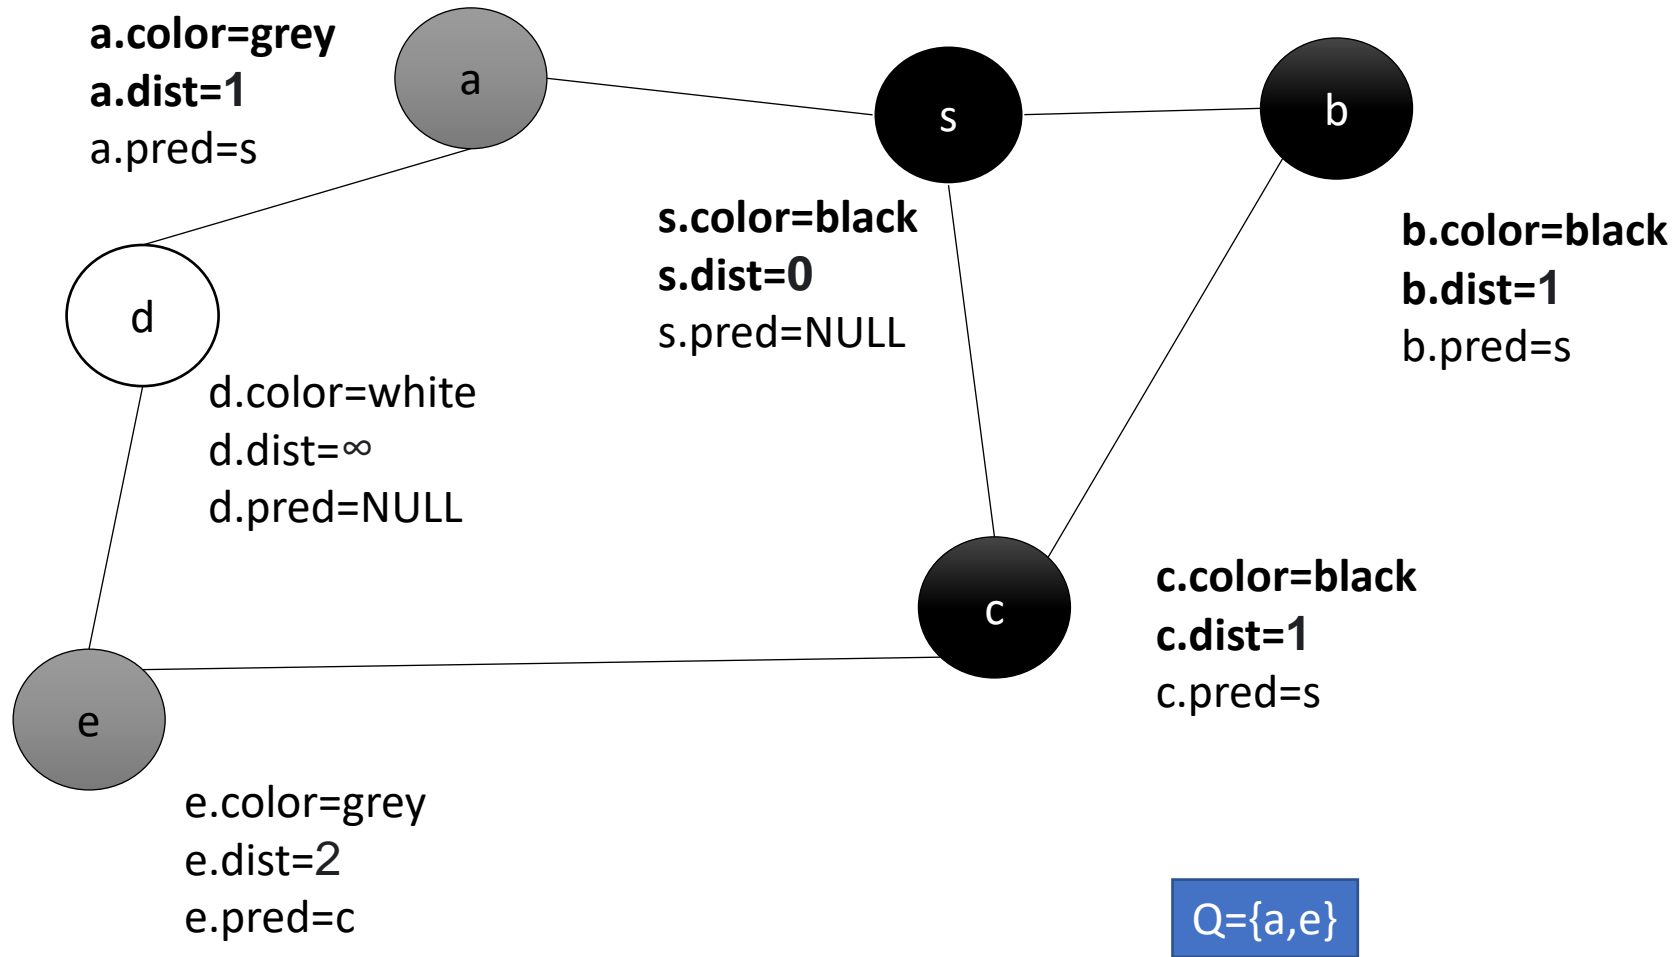 a.color=grey
a.dist=1
a.pred=s
a
s
b
s.color=black
s.dist=0
s.pred=NULL
b.color=black
b.dist=1
b.pred=s
d
d.color=white
d.dist=∞
d.pred=NULL
c
c.color=black
c.dist=1
c.pred=s
e
e.color=grey
e.dist=2
e.pred=c
Q={a,e}